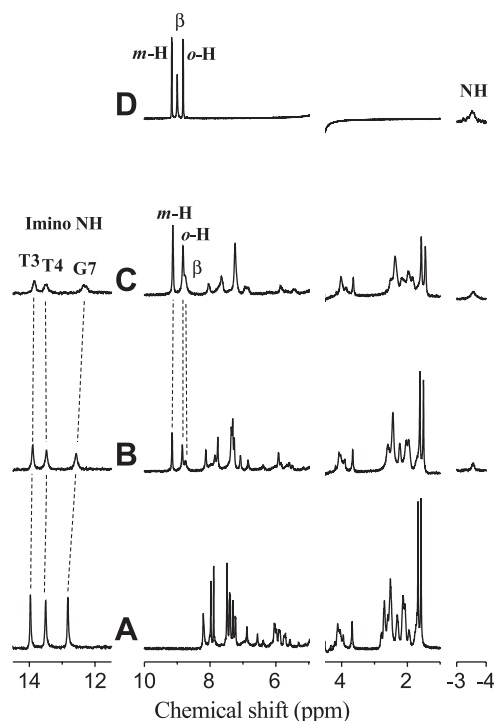 β
m-H o-H
D
NH
m-H
Imino NH
o-H
T3 T4 G7
C
β
B
A
14 12 10 8 6 4 2 -3 -4
Chemical shift (ppm)